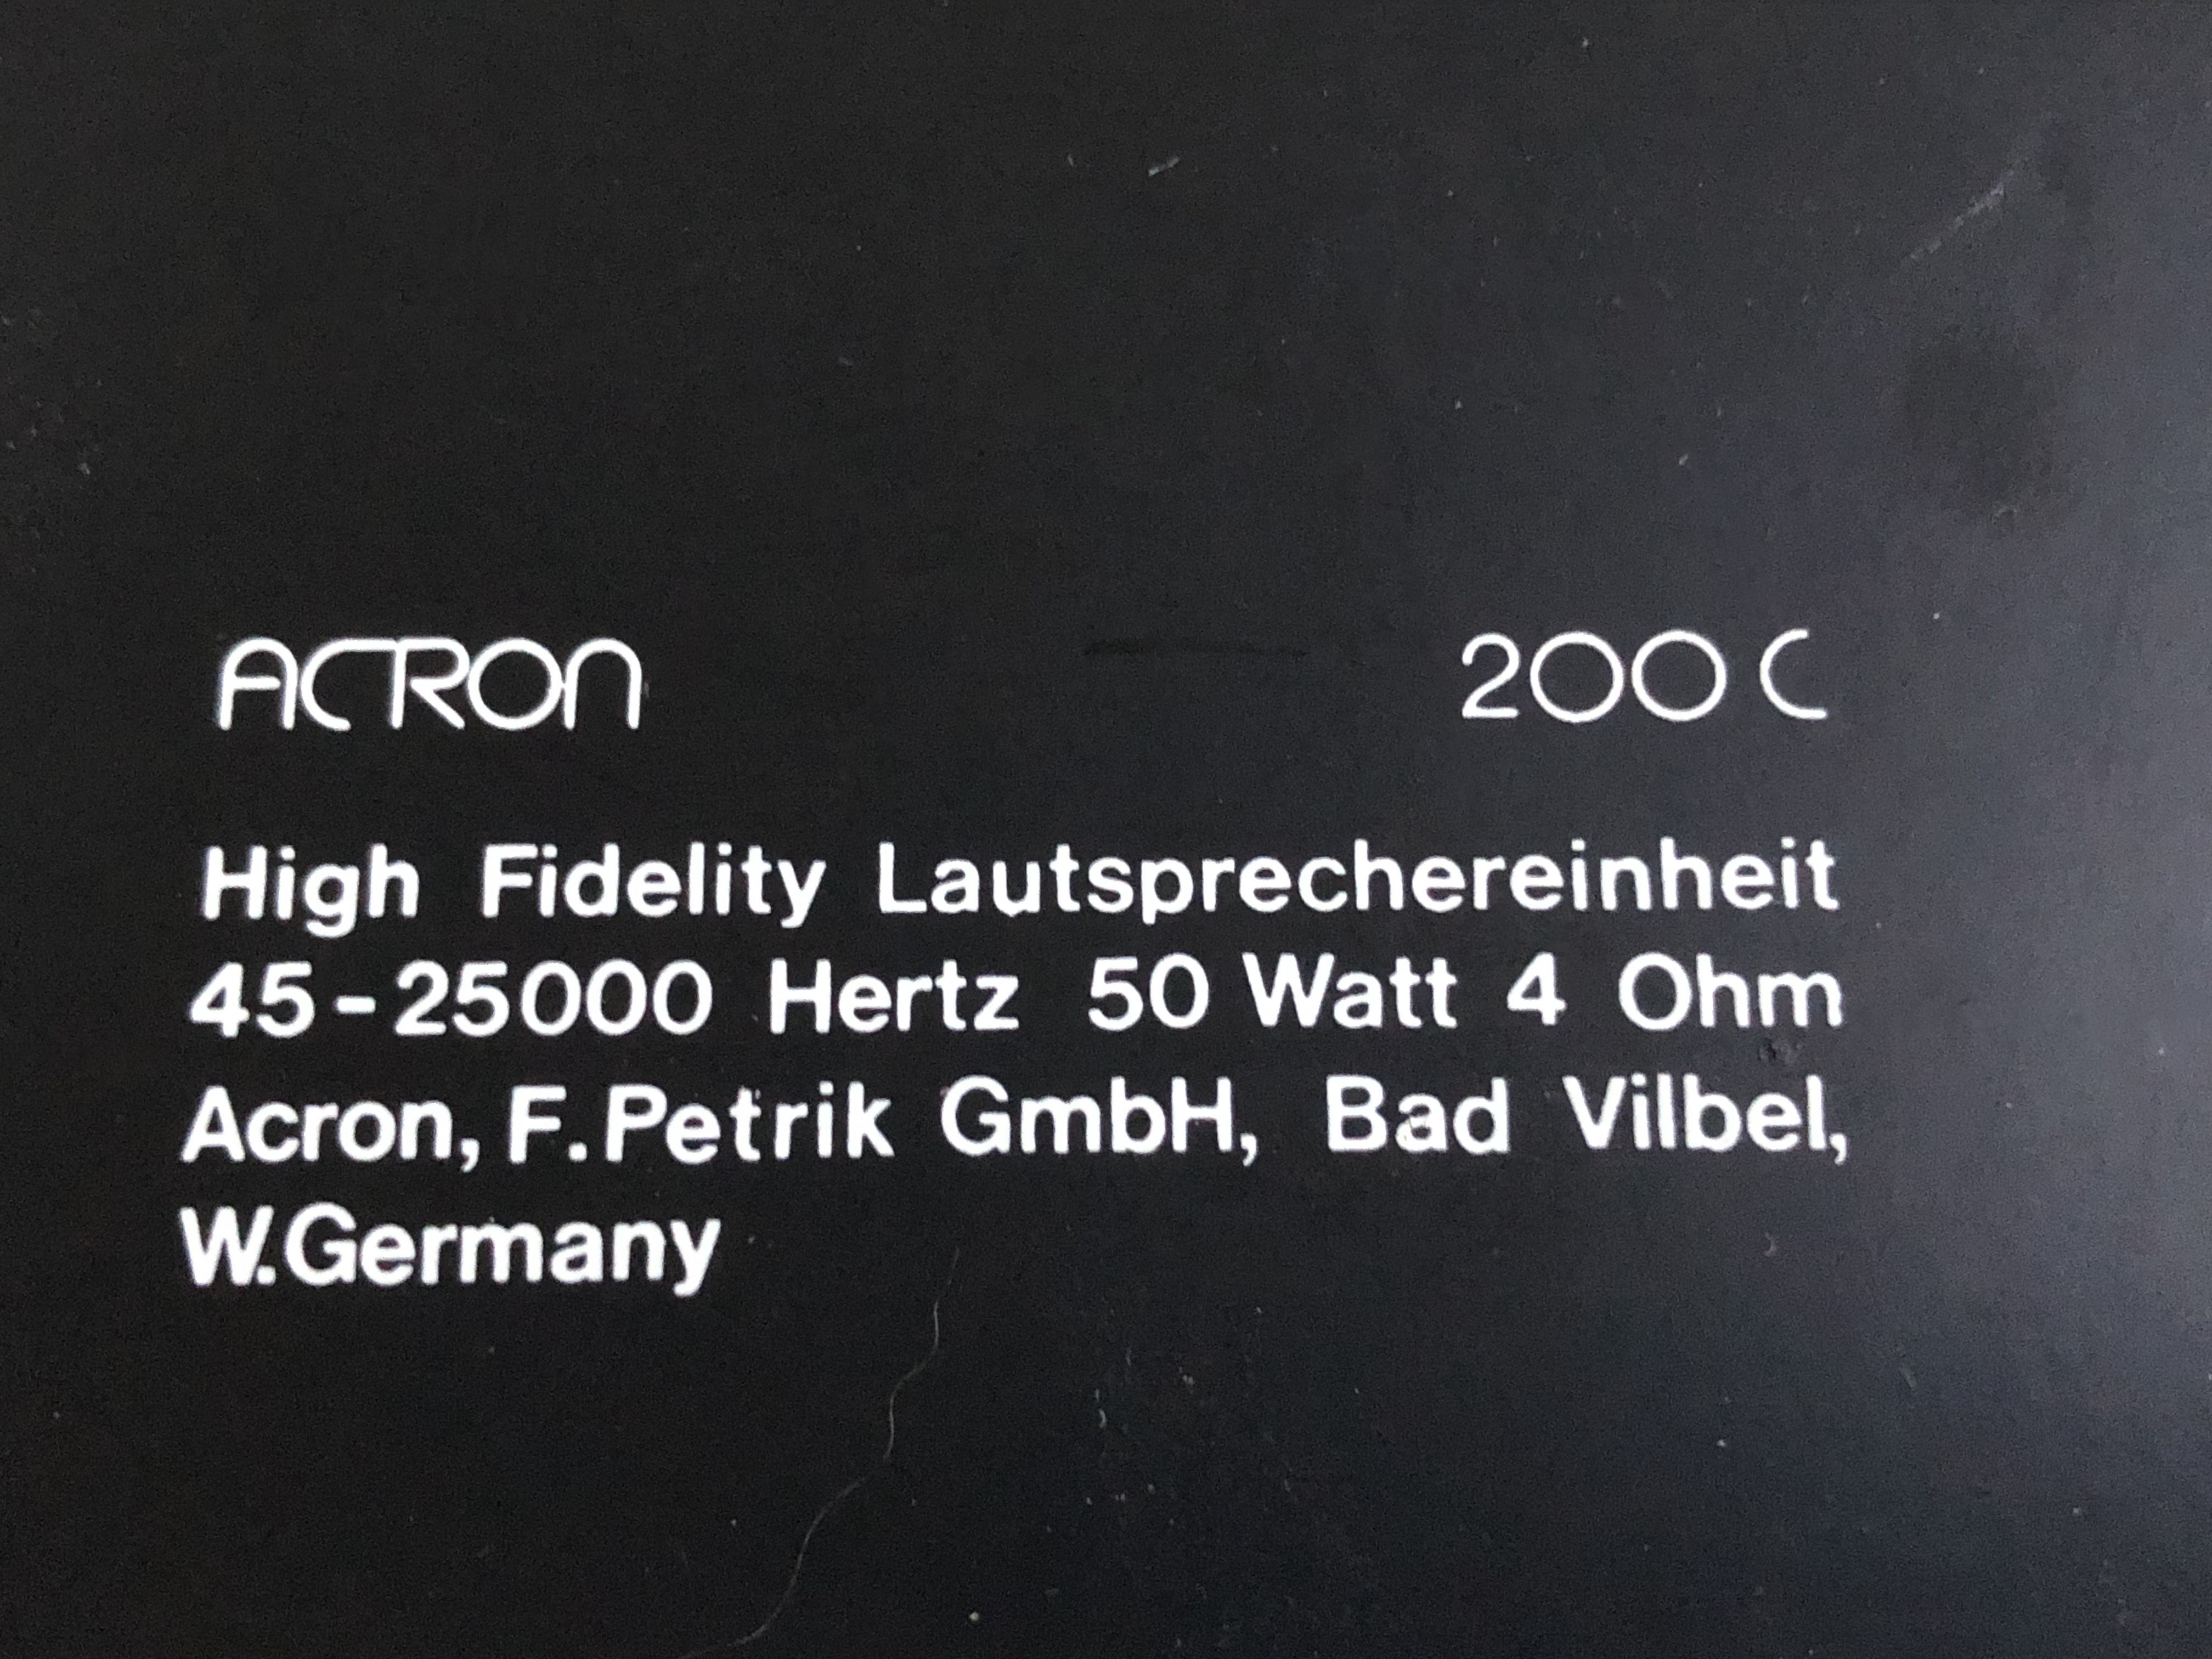 ACRON 200 C
High Fidelity Lautsprechereinheit
45-25000 Hertz 50 Watt 4 Ohm
Acron, F. Petrik GmbH, Bad Vilbel,
W.Germany